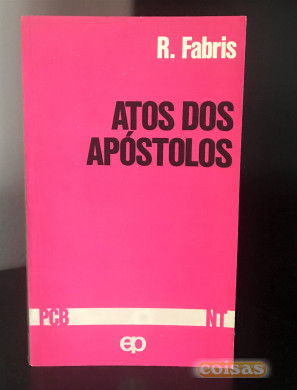 R. Fabris
ATOS DOS
APÓSTOLOS
PCB NT
ep
coisas